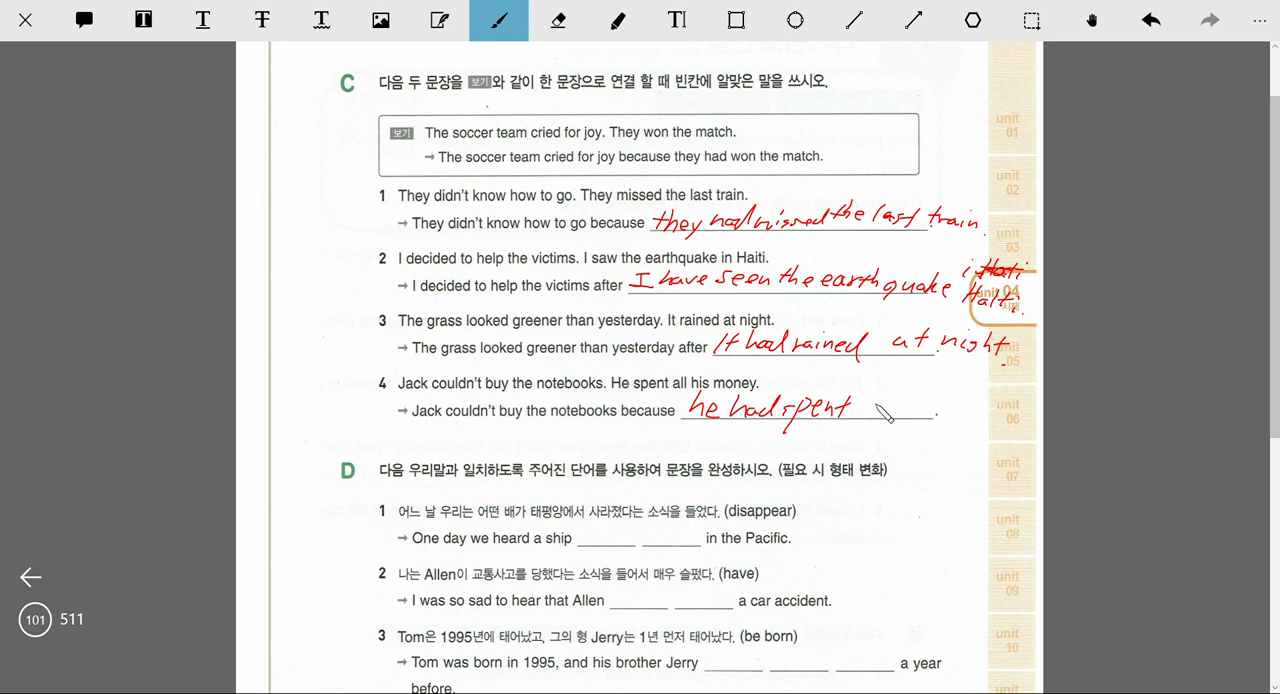 C 다음 두 문장을 보기와 같이 한 문장으로 연결 할 때 빈칸에 알맞은 말을 쓰시오.
보기 The soccer team cried for joy. They won the match.
→ The soccer team cried for joy because they had won the match.
1 They didn't know how to go. They missed the last train.
→ They didn't know how to go because they had missed the last train.
2 I decided to help the victims. I saw the earthquake in Haiti.
→ I decided to help the victims after I have seen the earthquake i
Haiti.
3 The grass looked greener than yesterday. It rained at night.
→ The grass looked greener than yesterday after It had rained at night.
4 Jack couldn't buy the notebooks. He spent all his money.
→ Jack couldn't buy the notebooks because he had spent .
D 다음 우리말과 일치하도록 주어진 단어를 사용하여 문장을 완성하시오. (필요 시 형태 변화)
1 어느 날 우리는 어떤 배가 태평양에서 사라졌다는 소식을 들었다. (disappear)
→ One day we heard a ship ______ ______ in the Pacific.
2 나는 Allen이 교통사고를 당했다는 소식을 들어서 매우 슬펐다. (have)
→ I was so sad to hear that Allen ______ ______ a car accident.
3 Tom은 1995년에 태어났고, 그의 형 Jerry는 1년 먼저 태어났다. (be born)
→ Tom was born in 1995, and his brother Jerry ______ ______ ______ a year
before.
unit
01
unit
02
unit
03
unit 04
시제
unit
05
unit
06
unit
07
unit
08
unit
09
unit
10
unit
101 511